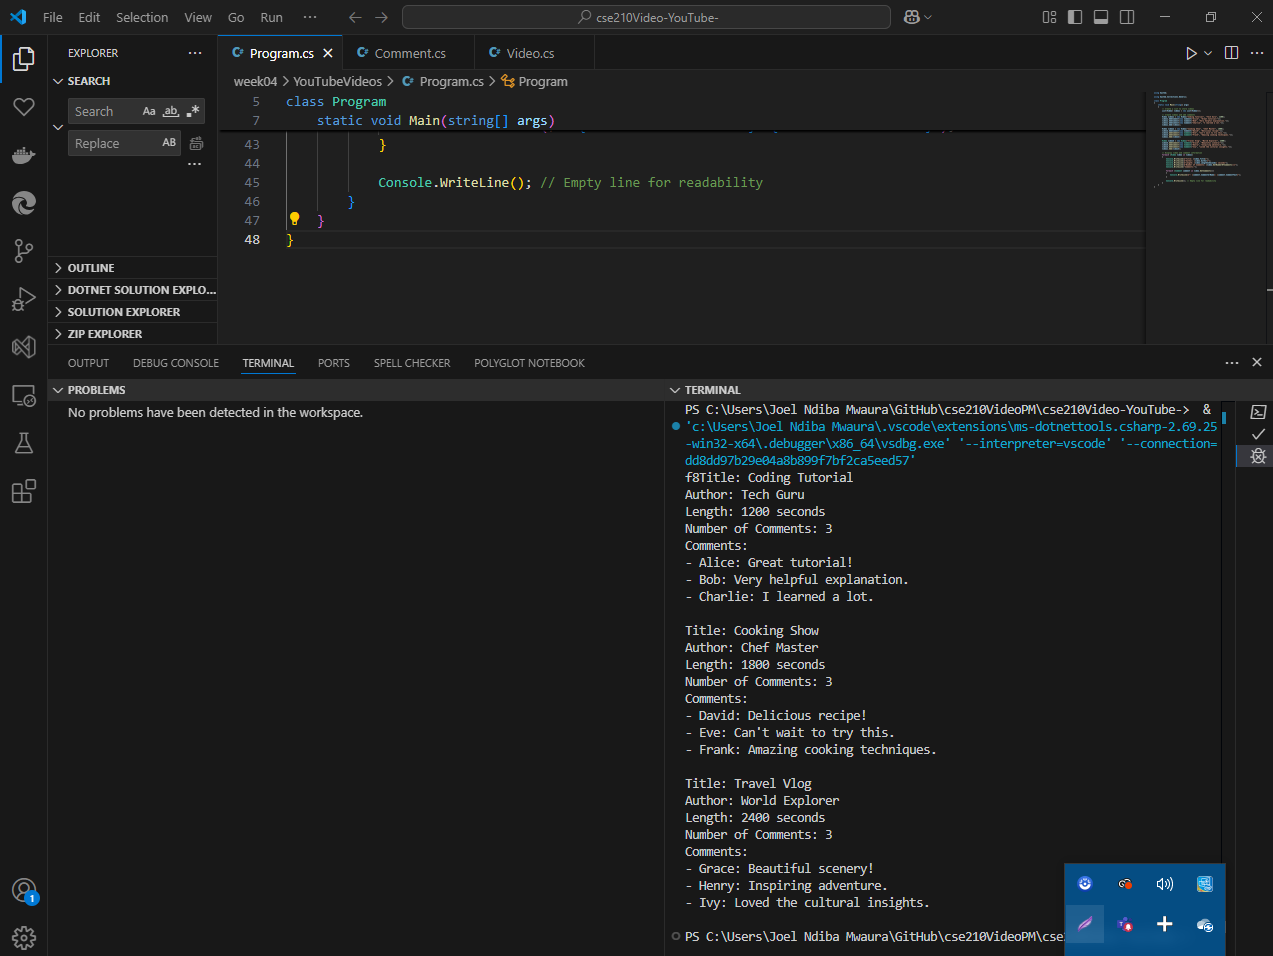 File Edit Selection View Go Run ··· cse210Video-YouTube-
EXPLORER ···
SEARCH
Search Aa ab .*
Replace AB
···
OUTLINE
DOTNET SOLUTION EXPLO...
SOLUTION EXPLORER
ZIP EXPLORER
Program.cs Comment.cs Video.cs
week04 > YouTubeVideos > Program.cs > Program
5 class Program
7 static void Main(string[] args)
43 }
44
45 Console.WriteLine(); // Empty line for readability
46 }
47 }
48 }
OUTPUT DEBUG CONSOLE TERMINAL PORTS SPELL CHECKER POLYGLOT NOTEBOOK
PROBLEMS
No problems have been detected in the workspace.
TERMINAL
PS C:\Users\Joel Ndiba Mwaura\GitHub\cse210VideoPM\cse210Video-YouTube-> &
'c:\Users\Joel Ndiba Mwaura\.vscode\extensions\ms-dotnettools.csharp-2.69.25
-win32-x64\.debugger\x86_64\vsdbg.exe' '--interpreter=vscode' '--connection=
dd8dd97b29e04a8b899f7bf2ca5eed57'
f8Title: Coding Tutorial
Author: Tech Guru
Length: 1200 seconds
Number of Comments: 3
Comments:
- Alice: Great tutorial!
- Bob: Very helpful explanation.
- Charlie: I learned a lot.
Title: Cooking Show
Author: Chef Master
Length: 1800 seconds
Number of Comments: 3
Comments:
- David: Delicious recipe!
- Eve: Can't wait to try this.
- Frank: Amazing cooking techniques.
Title: Travel Vlog
Author: World Explorer
Length: 2400 seconds
Number of Comments: 3
Comments:
- Grace: Beautiful scenery!
- Henry: Inspiring adventure.
- Ivy: Loved the cultural insights.
PS C:\Users\Joel Ndiba Mwaura\GitHub\cse210VideoPM\cse
1